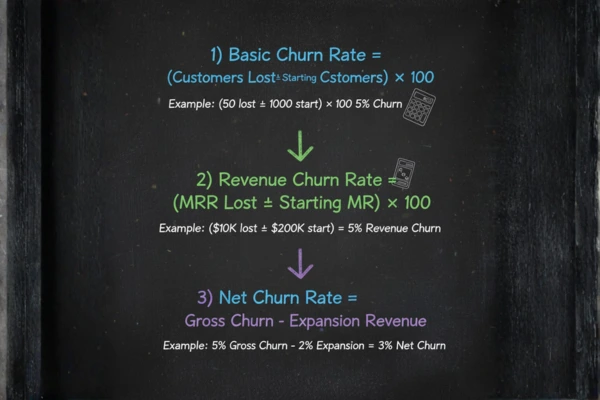 1) Basic Churn Rate =
(Customers Lost ± Starting Cstomers) × 100
Example: (50 lost ± 1000 start) × 100 5% Churn
2) Revenue Churn Rate =
(MRR Lost ± Starting MR) × 100
Example: ($10K lost ± $200K start) = 5% Revenue Churn
3) Net Churn Rate =
Gross Churn - Expansion Revenue
Example: 5% Gross Churn - 2% Expansion = 3% Net Churn